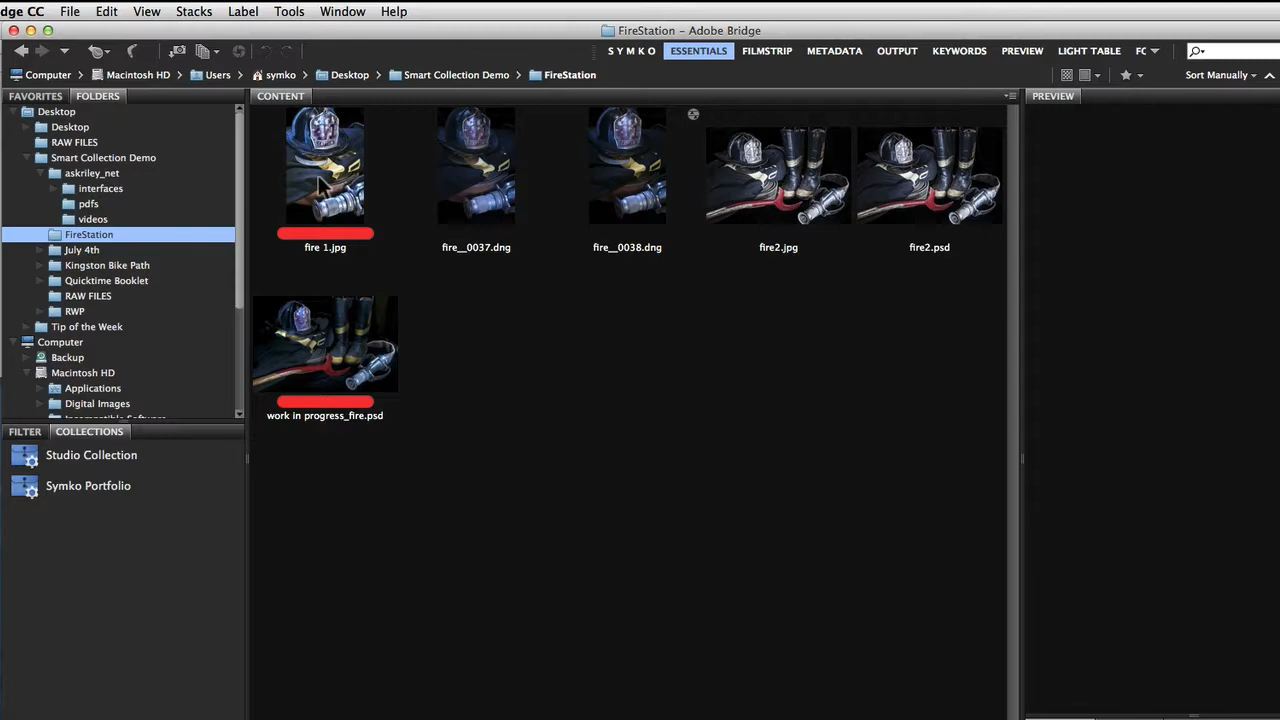 dge CC File Edit View Stacks Label Tools Window Help
FireStation – Adobe Bridge
S Y M K O ESSENTIALS FILMSTRIP METADATA OUTPUT KEYWORDS PREVIEW LIGHT TABLE FC
Computer Macintosh HD Users symko Desktop Smart Collection Demo FireStation Sort Manually
FAVORITES FOLDERS CONTENT PREVIEW
Desktop
Desktop
RAW FILES
Smart Collection Demo
askriley_net
interfaces
pdfs
videos
FireStation
July 4th
Kingston Bike Path
Quicktime Booklet
RAW FILES
RWP
Tip of the Week
Computer
Backup
Macintosh HD
Applications
Digital Images
fire 1.jpg fire__0037.dng fire__0038.dng fire2.jpg fire2.psd
work in progress_fire.psd
FILTER COLLECTIONS
Studio Collection
Symko Portfolio